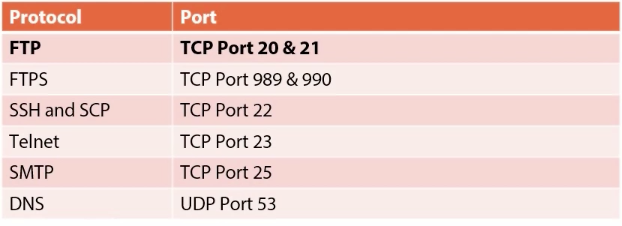 Protocol Port
FTP TCP Port 20 & 21
FTPS TCP Port 989 & 990
SSH and SCP TCP Port 22
Telnet TCP Port 23
SMTP TCP Port 25
DNS UDP Port 53